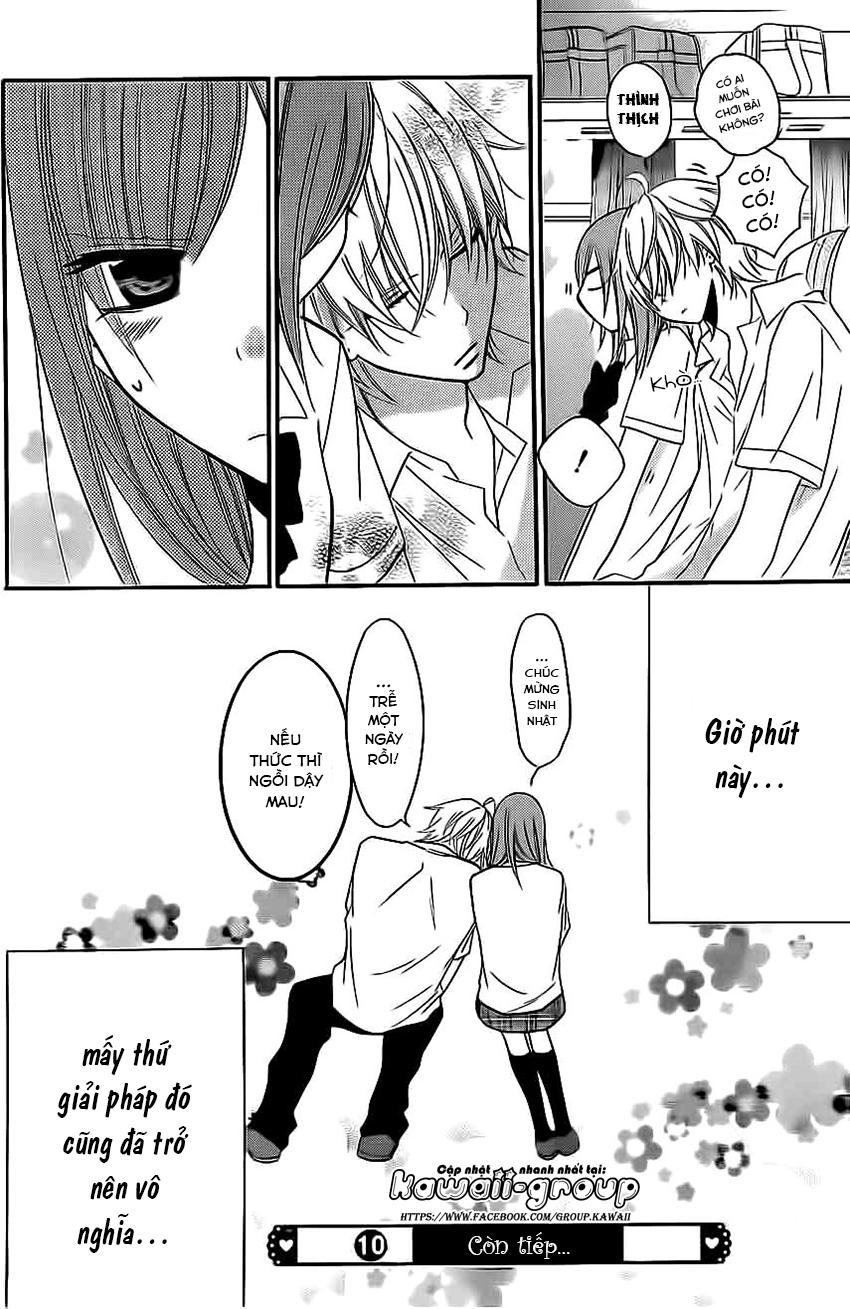 CÓ AI
MUỐN
CHƠI BÀI
KHÔNG?
THÌNH
THỊCH
CÓ!
CÓ!
CÓ!
KHÒ...
!
...
CHÚC
MỪNG
SINH
NHẬT
...
TRỄ
MỘT
NGÀY
RỒI!
NẾU
THỨC THÌ
NGỒI DẬY
MAU!
Giờ phút
này...
mấy thứ
giải pháp đó
cũng đã trở
nên vô
nghĩa...
Cập nhật nhanh nhất tại:
kawaii-group
HTTPS://WWW.FACEBOOK.COM/GROUP.KAWAII
10 Còn tiếp...